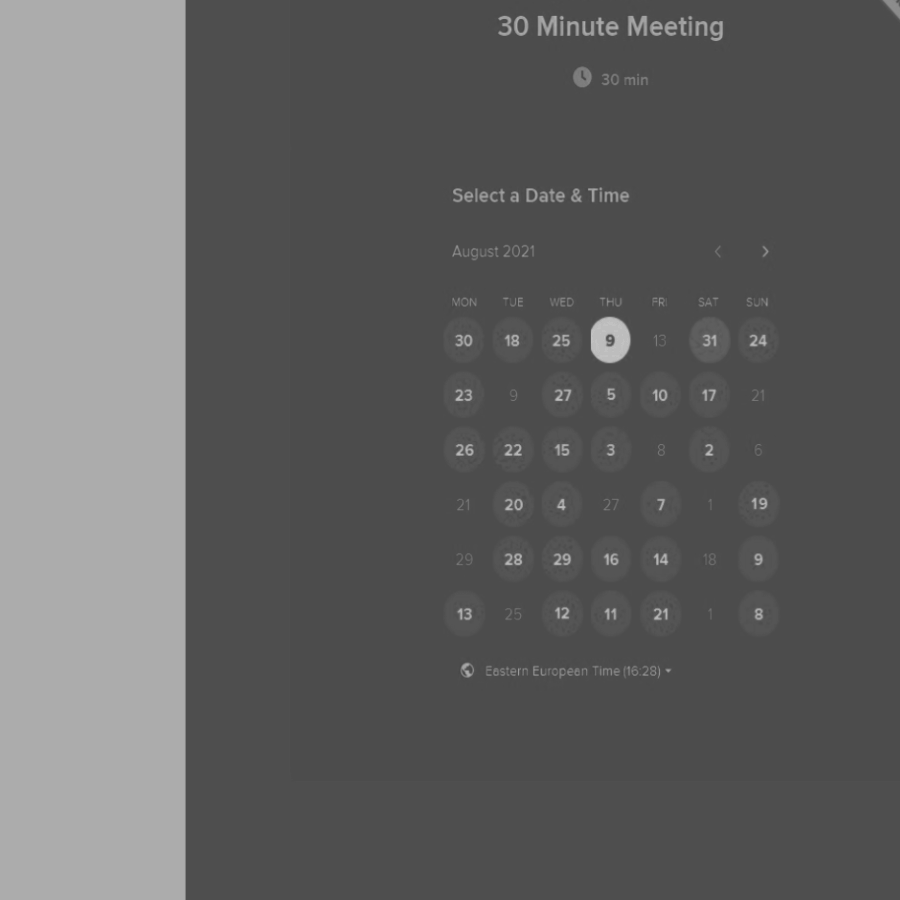 30 Minute Meeting
30 min
Select a Date & Time
August 2021
MON TUE WED THU FRI SAT SUN
30 18 25 9 13 31 24
23 9 27 5 10 17 21
26 22 15 3 8 2 6
21 20 4 27 7 1 19
29 28 29 16 14 18 9
13 25 12 11 21 1 8
Eastern European Time (16:28)